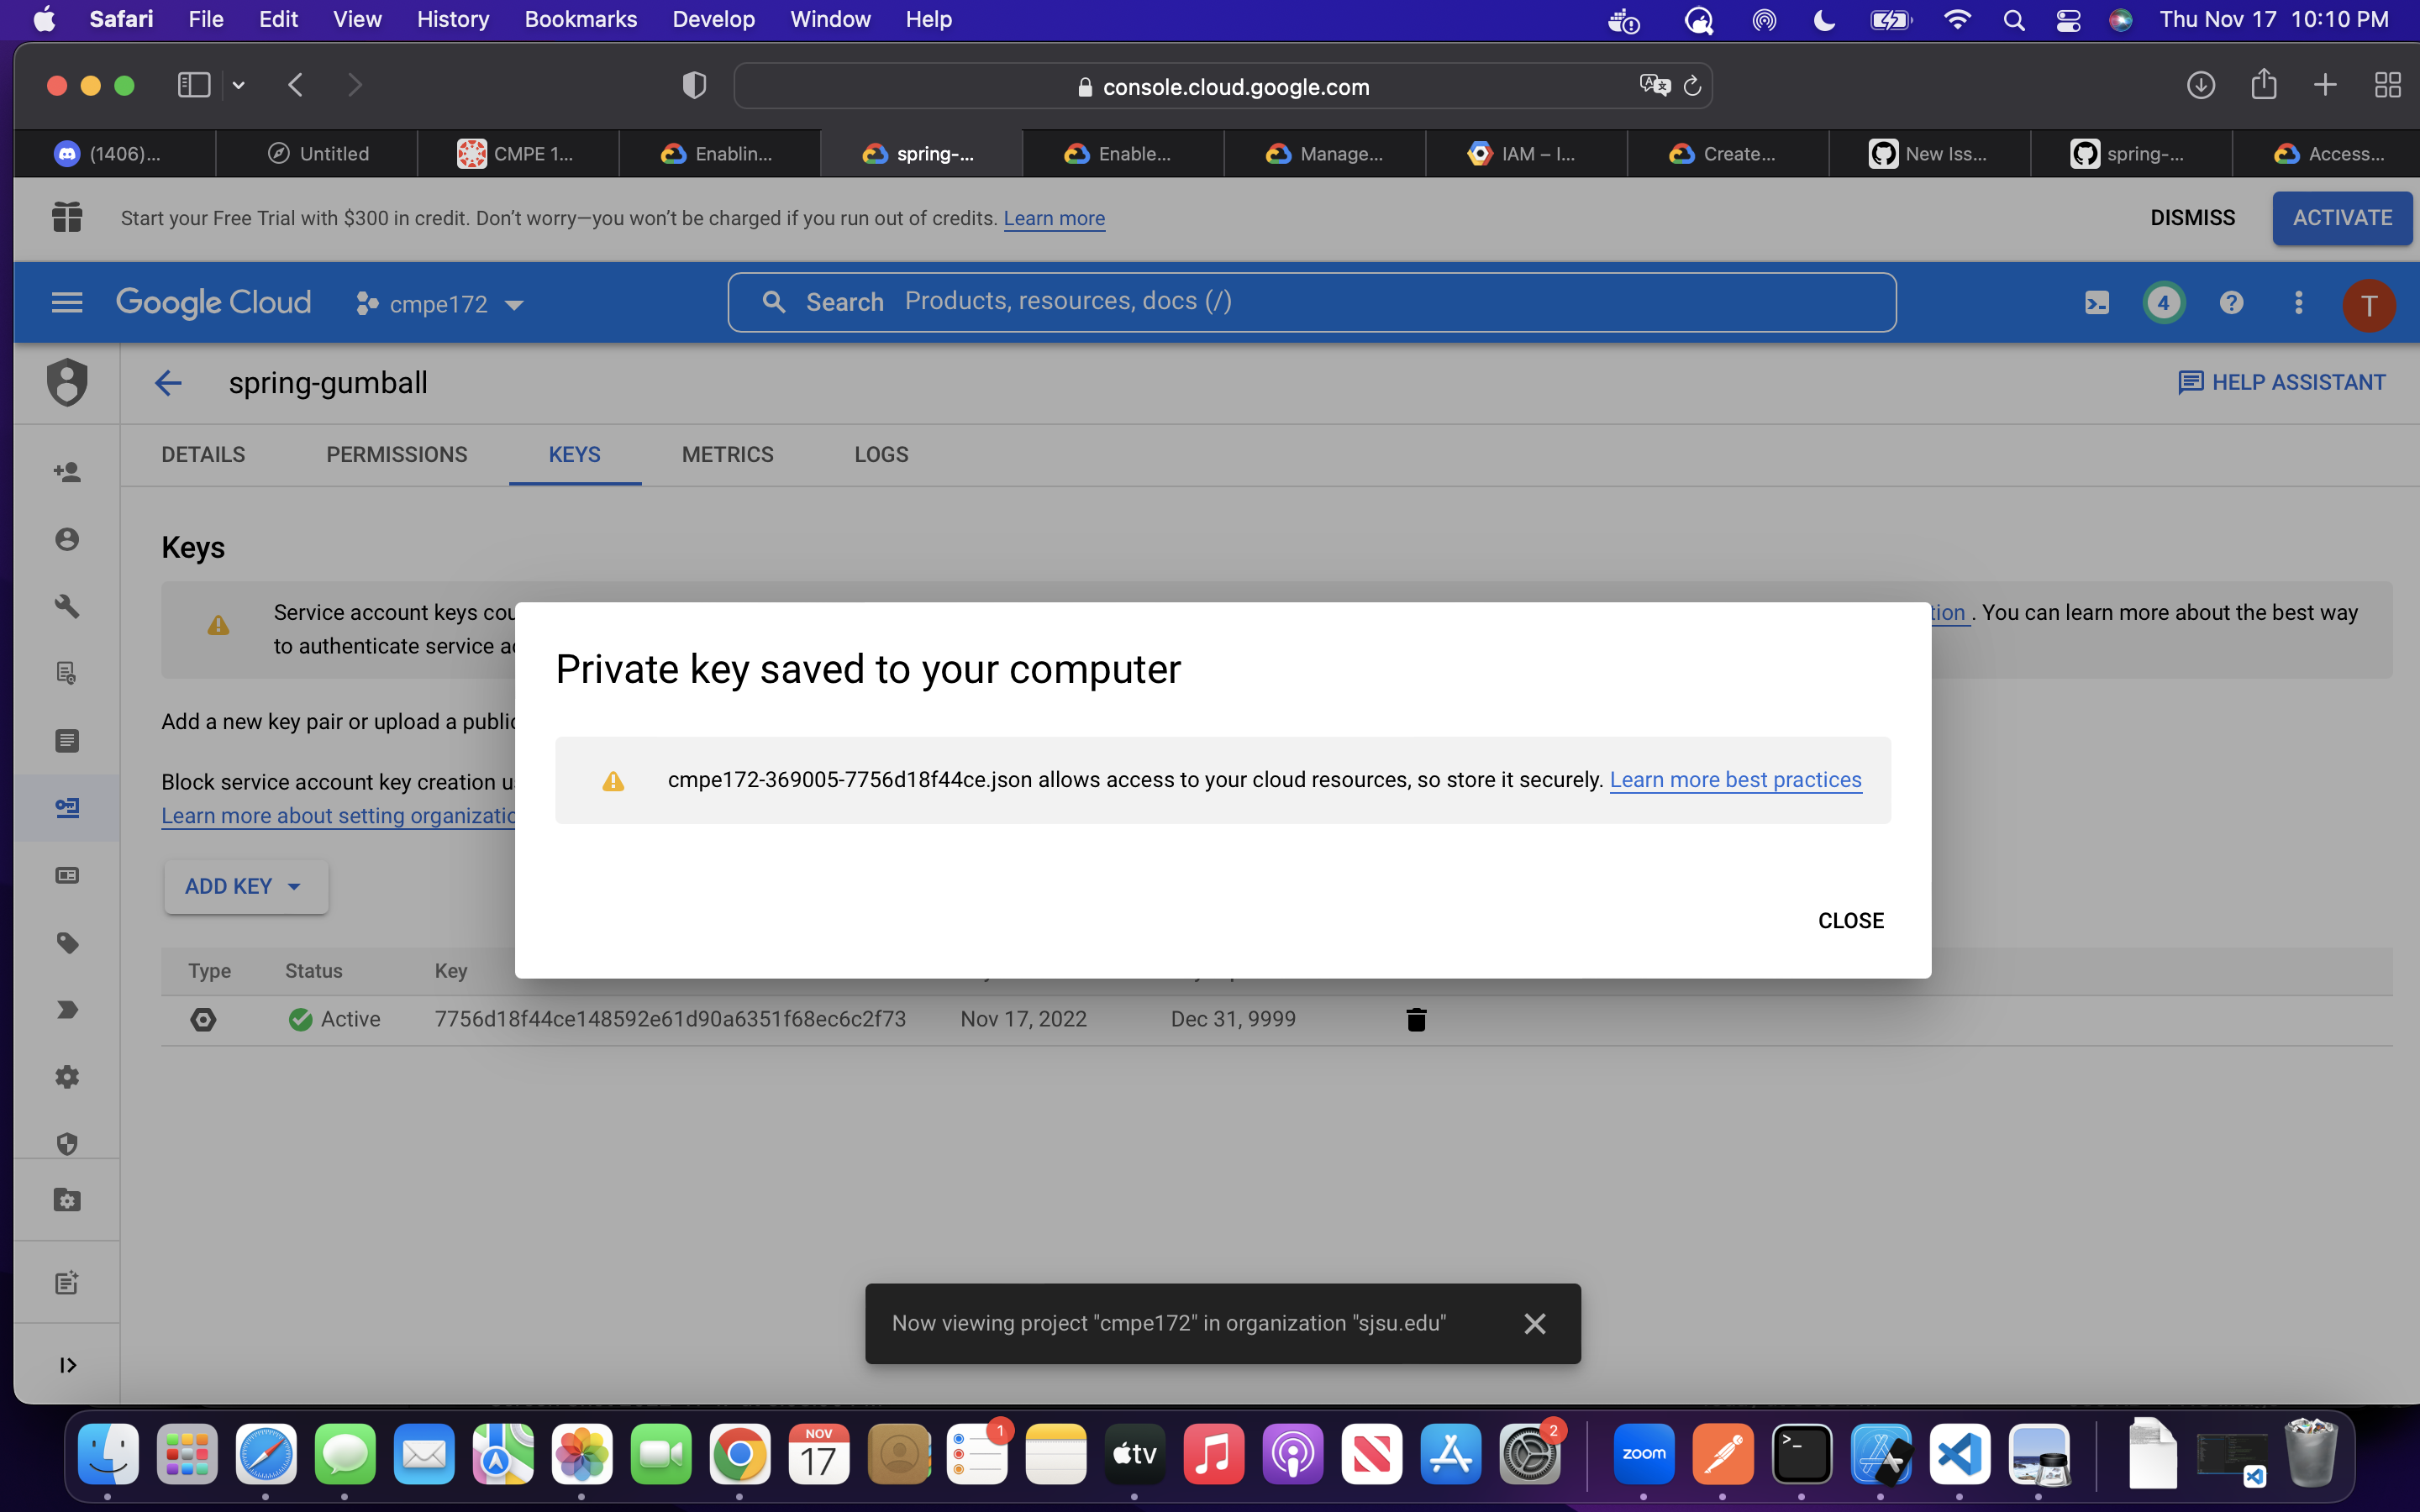 Safari File Edit View History Bookmarks Develop Window Help Thu Nov 17 10:10 PM
console.cloud.google.com
(1406)... Untitled CMPE 1... Enablin... spring-... Enable... Manage... IAM – I... Create... New Iss... spring-... Access...
Start your Free Trial with $300 in credit. Don't worry—you won't be charged if you run out of credits. Learn more DISMISS ACTIVATE
Google Cloud cmpe172 Search Products, resources, docs (/) 4 T
spring-gumball HELP ASSISTANT
DETAILS PERMISSIONS KEYS METRICS LOGS
Keys
Service account keys cou tion . You can learn more about the best way
to authenticate service a
Private key saved to your computer
Add a new key pair or upload a public
cmpe172-369005-7756d18f44ce.json allows access to your cloud resources, so store it securely. Learn more best practices
Block service account key creation u
Learn more about setting organizatio
ADD KEY
CLOSE
Type Status Key
Active 7756d18f44ce148592e61d90a6351f68ec6c2f73 Nov 17, 2022 Dec 31, 9999
Now viewing project "cmpe172" in organization "sjsu.edu"
NOV
17
1
tv
2
zoom